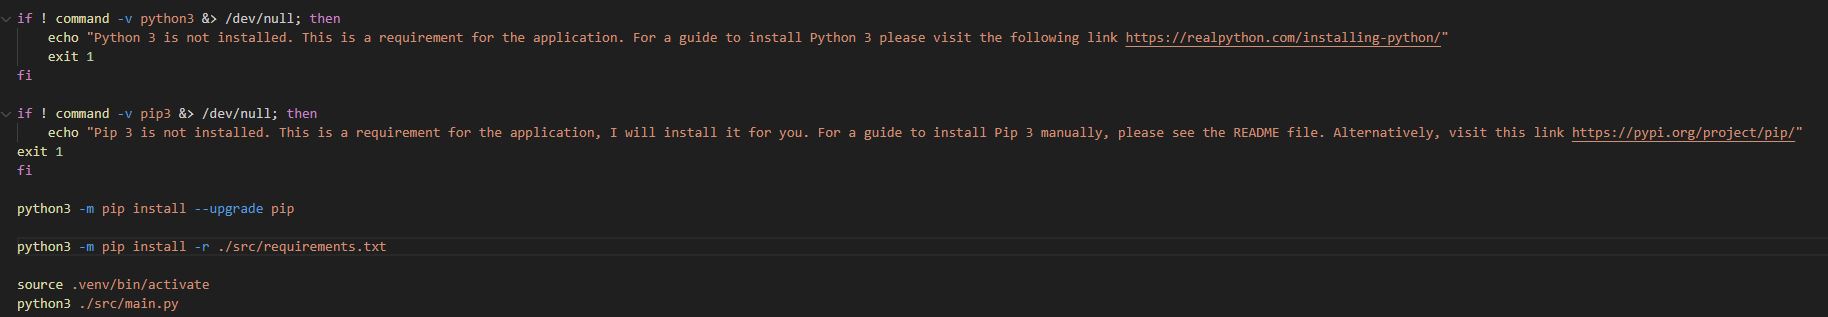 if ! command -v python3 &> /dev/null; then
    echo "Python 3 is not installed. This is a requirement for the application. For a guide to install Python 3 please visit the following link https://realpython.com/installing-python/"
    exit 1
fi

if ! command -v pip3 &> /dev/null; then
    echo "Pip 3 is not installed. This is a requirement for the application, I will install it for you. For a guide to install Pip 3 manually, please see the README file. Alternatively, visit this link https://pypi.org/project/pip/"
exit 1
fi

python3 -m pip install --upgrade pip

python3 -m pip install -r ./src/requirements.txt

source .venv/bin/activate
python3 ./src/main.py